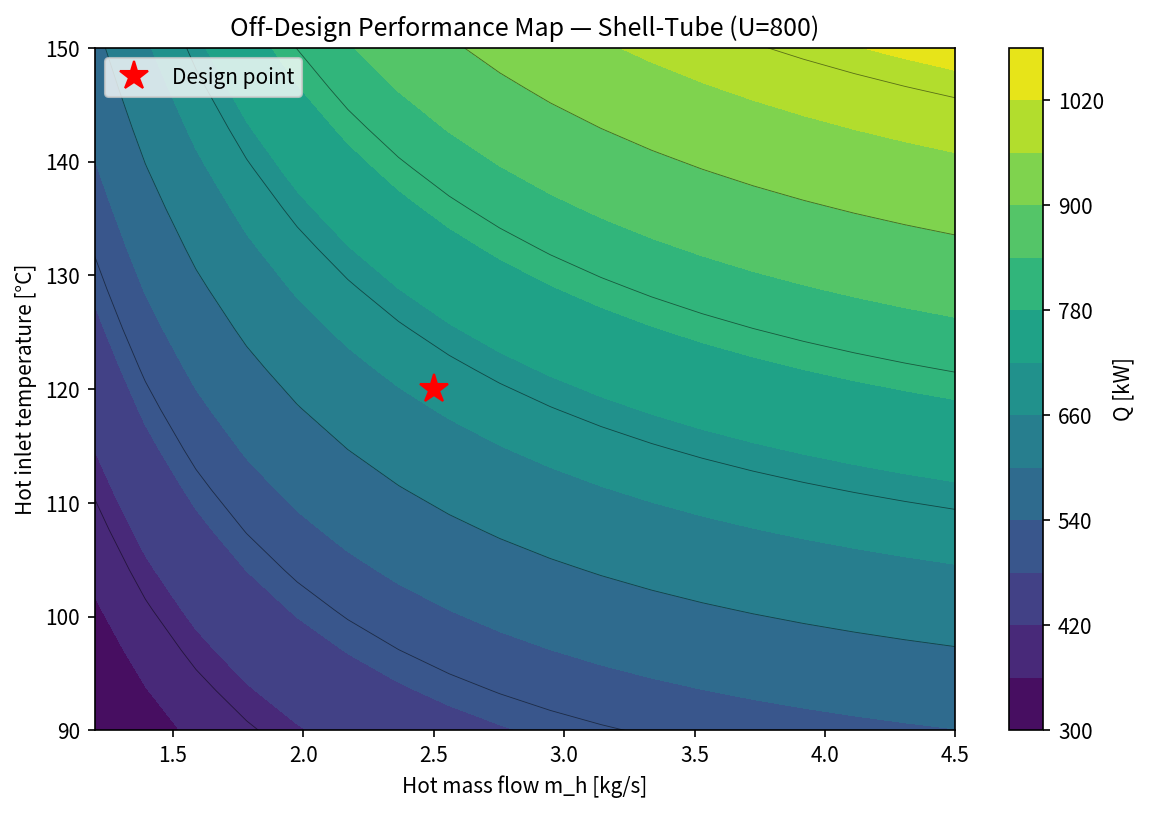 Off-Design Performance Map — Shell-Tube (U=800)
Design point
150
140
130
120
110
100
90
Hot inlet temperature [°C]
1.5 2.0 2.5 3.0 3.5 4.0 4.5
Hot mass flow m_h [kg/s]
1020
900
780
660
540
420
300
Q [kW]